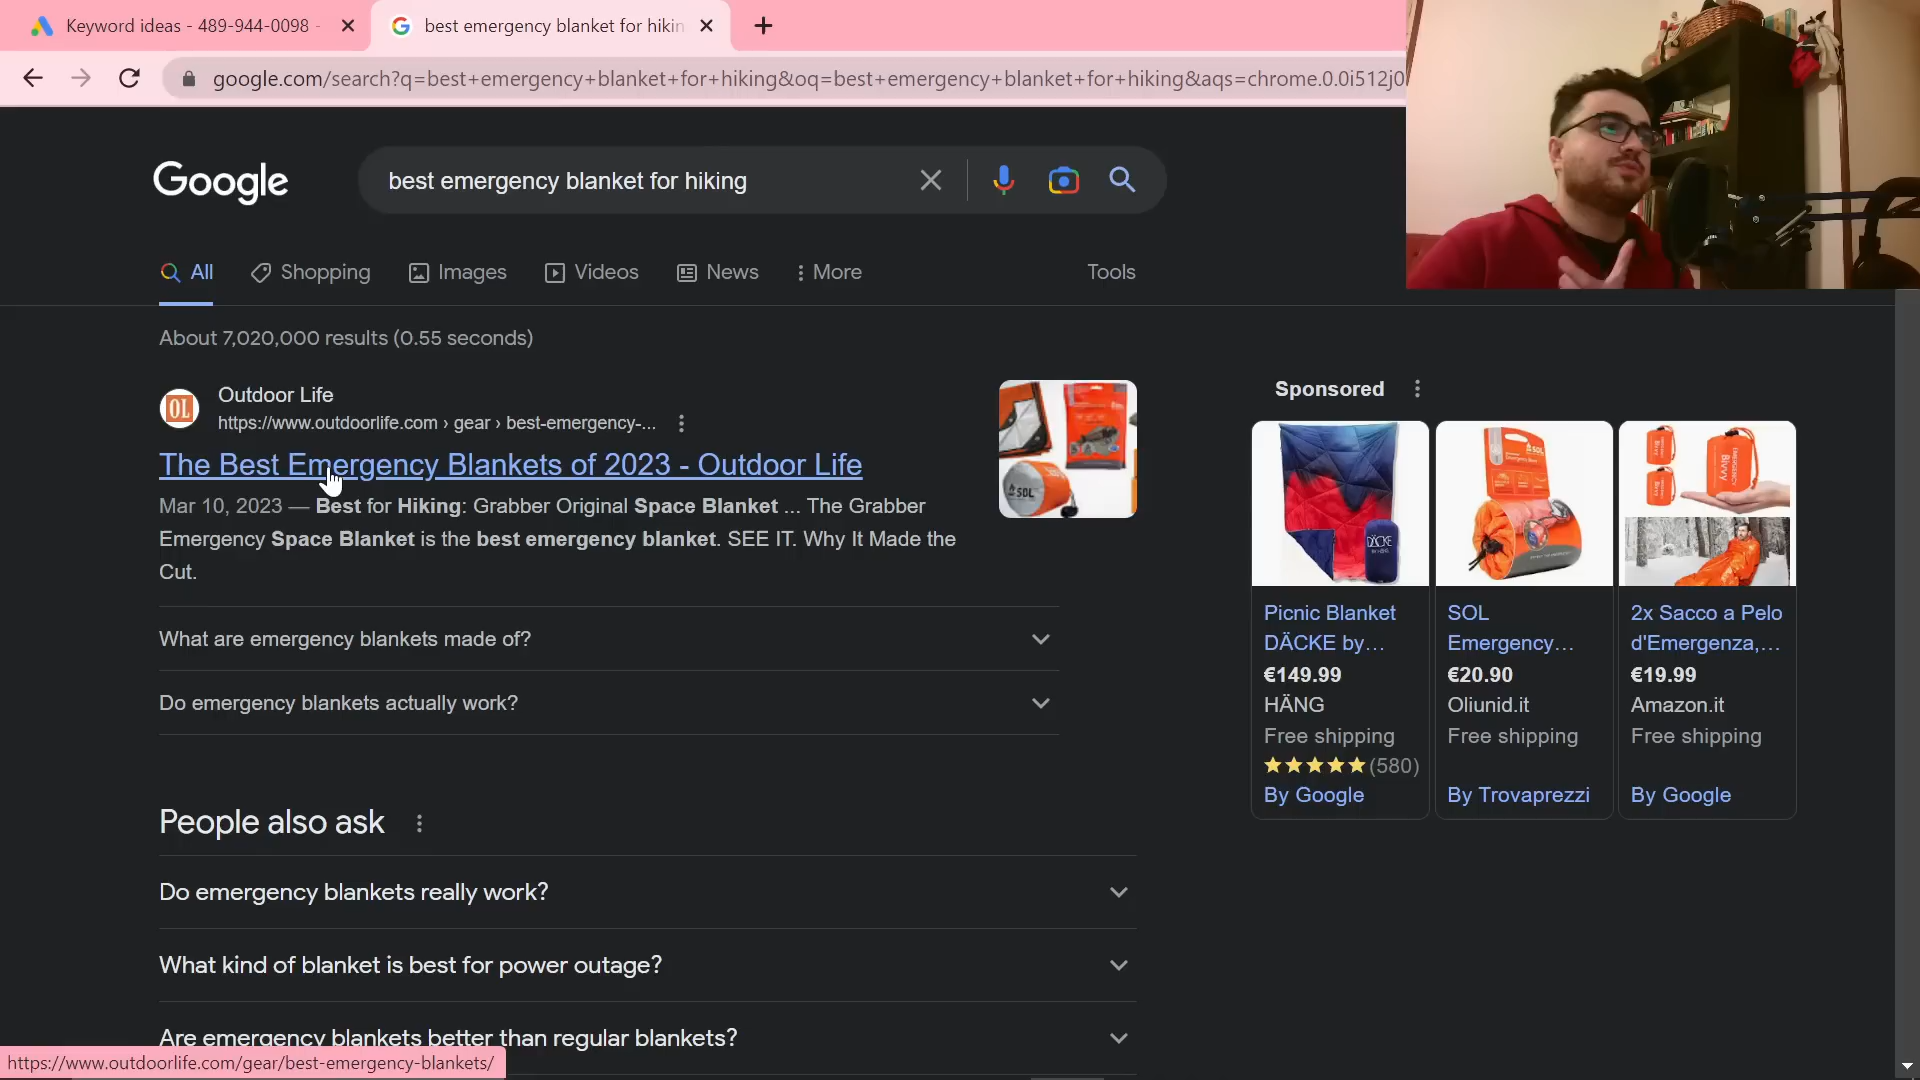 Keyword ideas - 489-944-0098 -
best emergency blanket for hikin
google.com/search?q=best+emergency+blanket+for+hiking&oq=best+emergency+blanket+for+hiking&aqs=chrome.0.0i512j0
Google
best emergency blanket for hiking
All
Shopping
Images
Videos
News
More
Tools
About 7,020,000 results (0.55 seconds)
OL
Outdoor Life
https://www.outdoorlife.com › gear › best-emergency-...
The Best Emergency Blankets of 2023 - Outdoor Life
Mar 10, 2023 — Best for Hiking: Grabber Original Space Blanket ... The Grabber
Emergency Space Blanket is the best emergency blanket. SEE IT. Why It Made the
Cut.
SOL
What are emergency blankets made of?
Do emergency blankets actually work?
People also ask
Do emergency blankets really work?
What kind of blanket is best for power outage?
Are emergency blankets better than regular blankets?
https://www.outdoorlife.com/gear/best-emergency-blankets/
Sponsored
DÄCKE
Picnic Blanket
DÄCKE by...
€149.99
HÄNG
Free shipping
(580)
By Google
SOL
SOL
Emergency...
€20.90
Oliunid.it
Free shipping
By Trovaprezzi
2x Sacco a Pelo
d'Emergenza,...
€19.99
Amazon.it
Free shipping
By Google